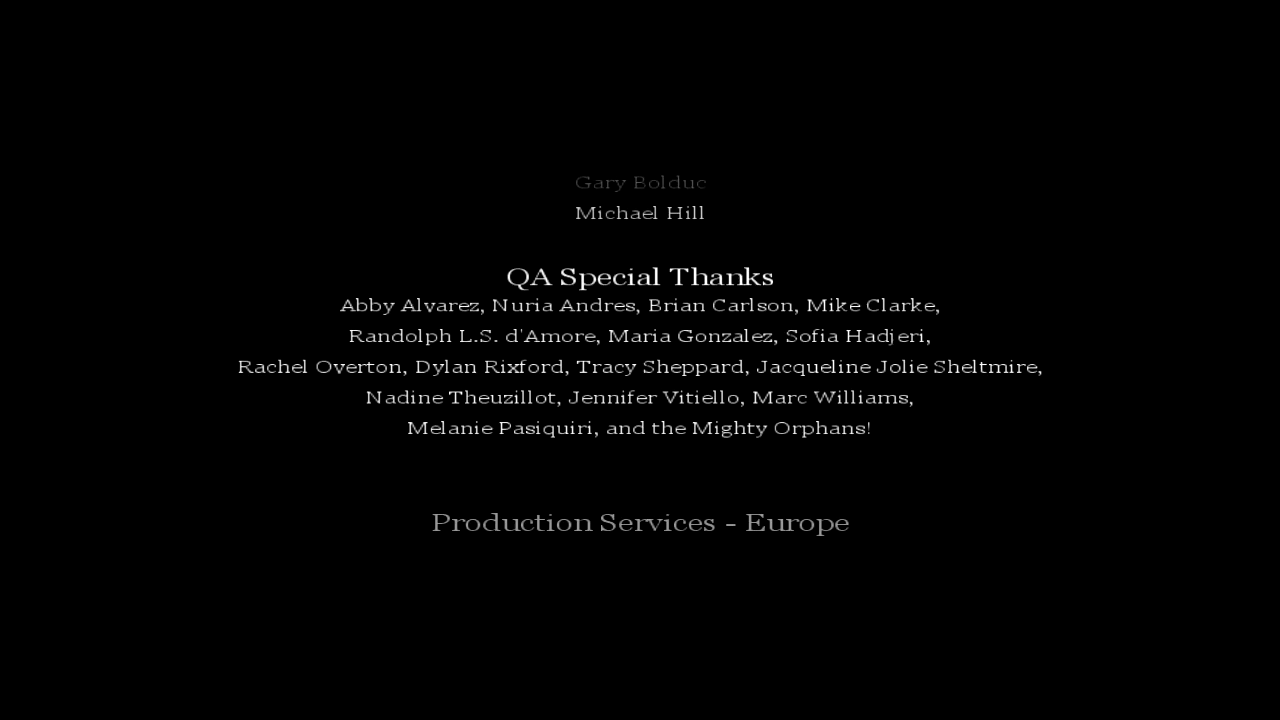 Gary Bolduc
Michael Hill
QA Special Thanks
Abby Alvarez, Nuria Andres, Brian Carlson, Mike Clarke,
Randolph L.S. d'Amore, Maria Gonzalez, Sofia Hadjeri,
Rachel Overton, Dylan Rixford, Tracy Sheppard, Jacqueline Jolie Sheltmire,
Nadine Theuzillot, Jennifer Vitiello, Marc Williams,
Melanie Pasiquiri, and the Mighty Orphans!
Production Services - Europe